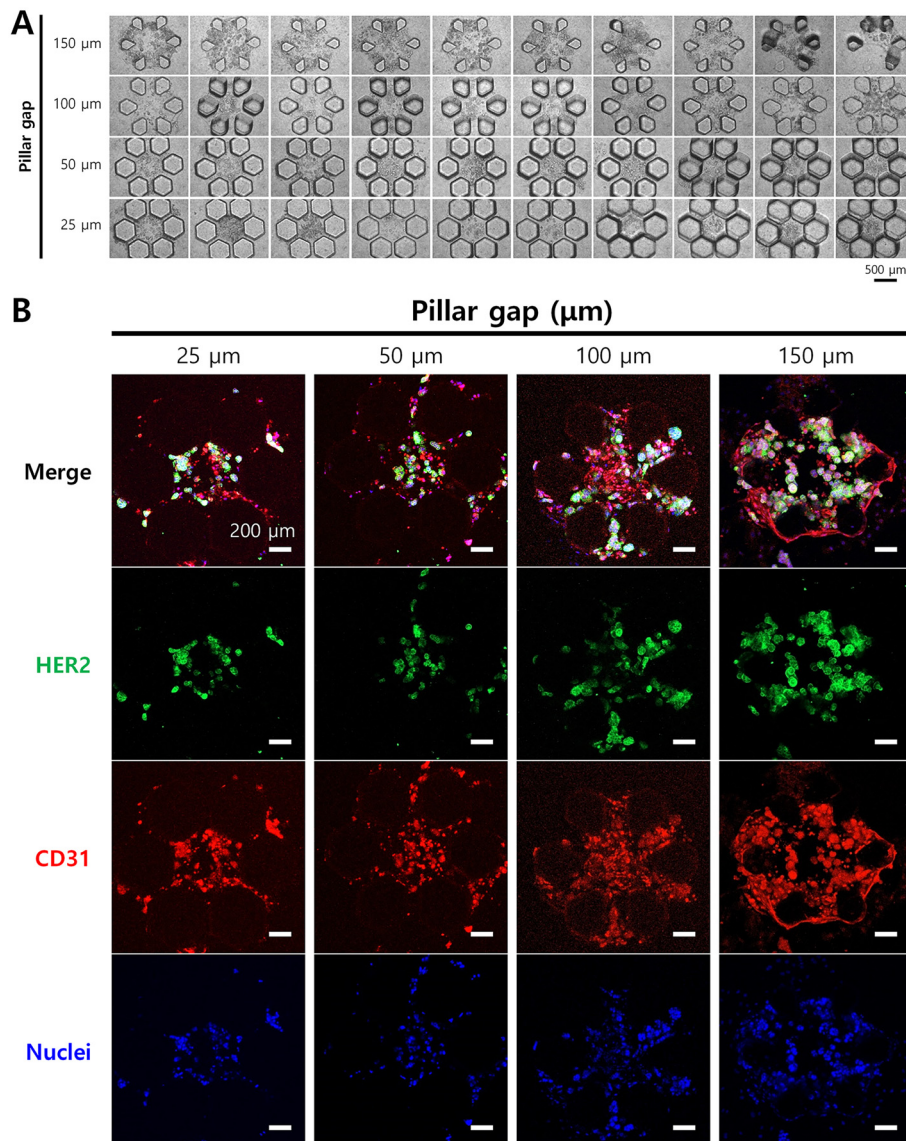 A
Pillar gap
150 µm
100 µm
50 µm
25 µm
500 µm
B
Pillar gap (µm)
25 µm 50 µm 100 µm 150 µm
Merge
200 µm
HER2
CD31
Nuclei